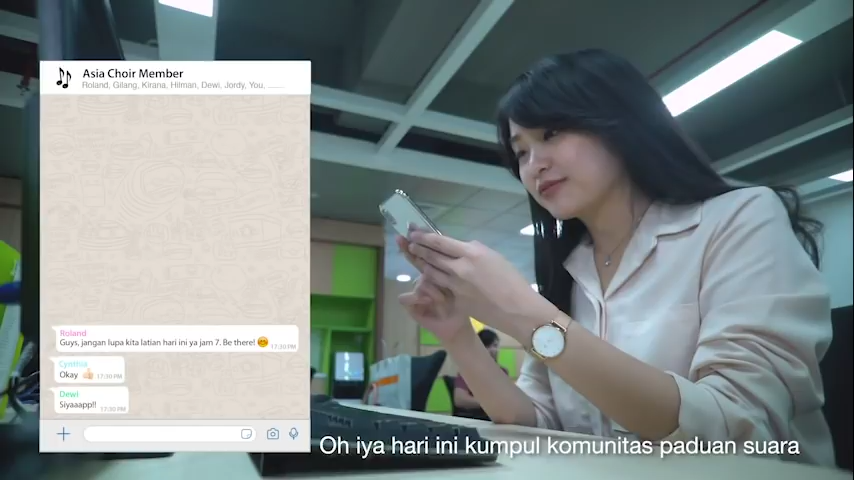 Asia Choir Member
Roland, Gilang, Kirana, Hilman, Dewi, Jordy, You, ......
Roland
Guys, jangan lupa kita latian hari ini ya jam 7. Be there!
17:30 PM
Cynthia
Okay
17:30 PM
Dewi
Siyaaapp!!
17:30 PM
Oh iya hari ini kumpul komunitas paduan suara